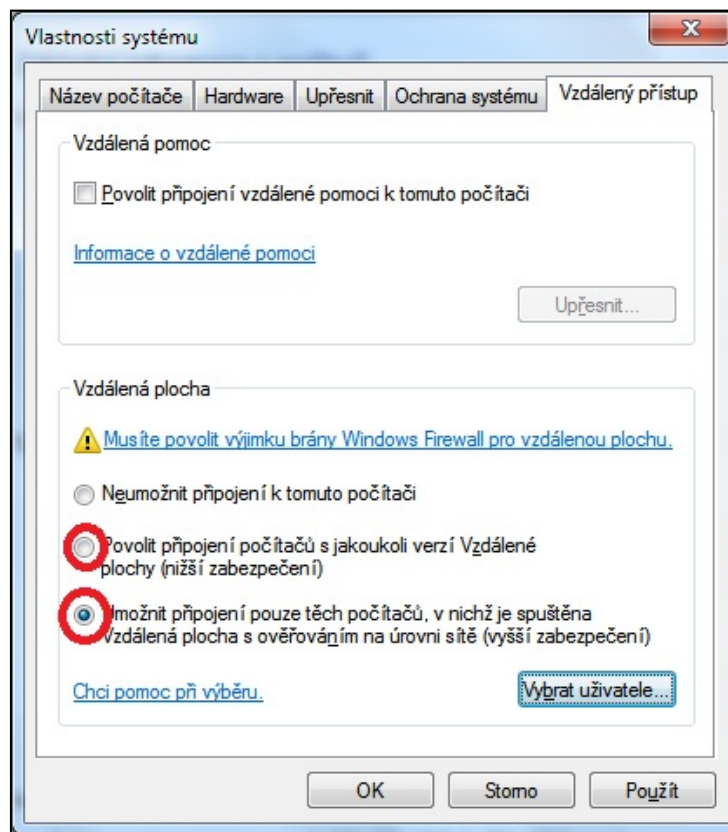 Vlastnosti systému
Název počítače
Hardware
Upřesnit
Ochrana systému
Vzdálený přístup
Vzdálená pomoc
Povolit připojení vzdálené pomoci k tomuto počítači
Informace o vzdálené pomoci
Upřesnit...
Vzdálená plocha
Musíte povolit výjimku brány Windows Firewall pro vzdálenou plochu.
Neumožnit připojení k tomuto počítači
Povolit připojení počítačů s jakoukoli verzí Vzdálené
plochy (nižší zabezpečení)
Umožnit připojení pouze těch počítačů, v nichž je spuštěna
Vzdálená plocha s ověřováním na úrovni sítě (vyšší zabezpečení)
Chci pomoc při výběru.
Vybrat uživatele...
OK
Storno
Použít